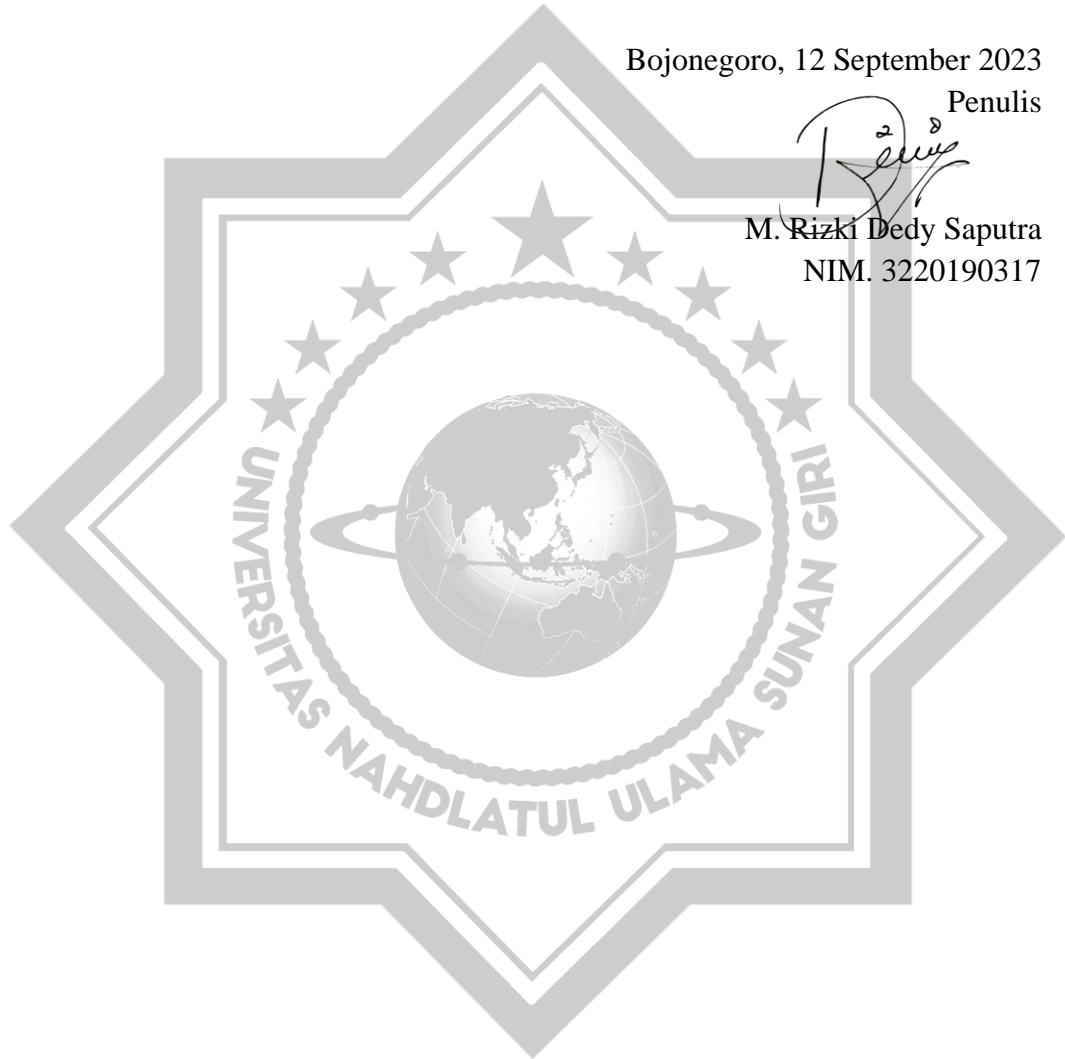 Bojonegoro, 12 September 2023
Penulis
M. Rizki Dedy Saputra
NIM. 3220190317
UNIVERSITAS NAHDLATUL ULAMA SUNAN GIRI